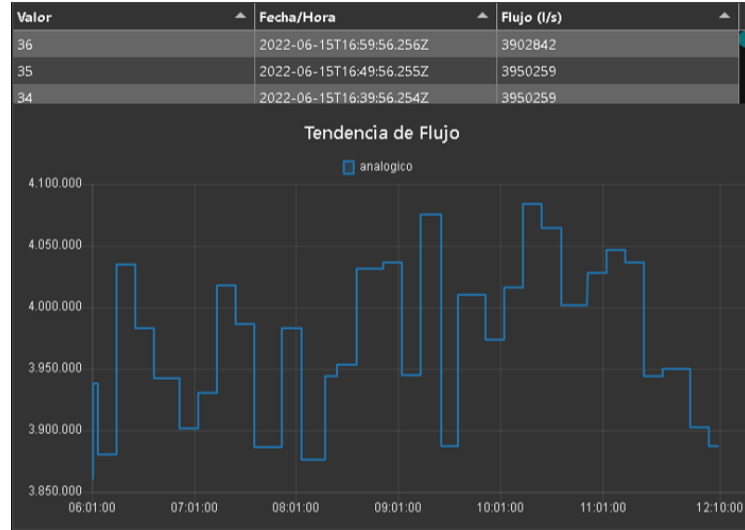 Valor Fecha/Hora Flujo (l/s)
36 2022-06-15T16:59:56.256Z 3902842
35 2022-06-15T16:49:56.255Z 3950259
34 2022-06-15T16:39:56.254Z 3950259
Tendencia de Flujo
analogico
4.100.000
4.050.000
4.000.000
3.950.000
3.900.000
3.850.000
06:01:00 07:01:00 08:01:00 09:01:00 10:01:00 11:01:00 12:10:00